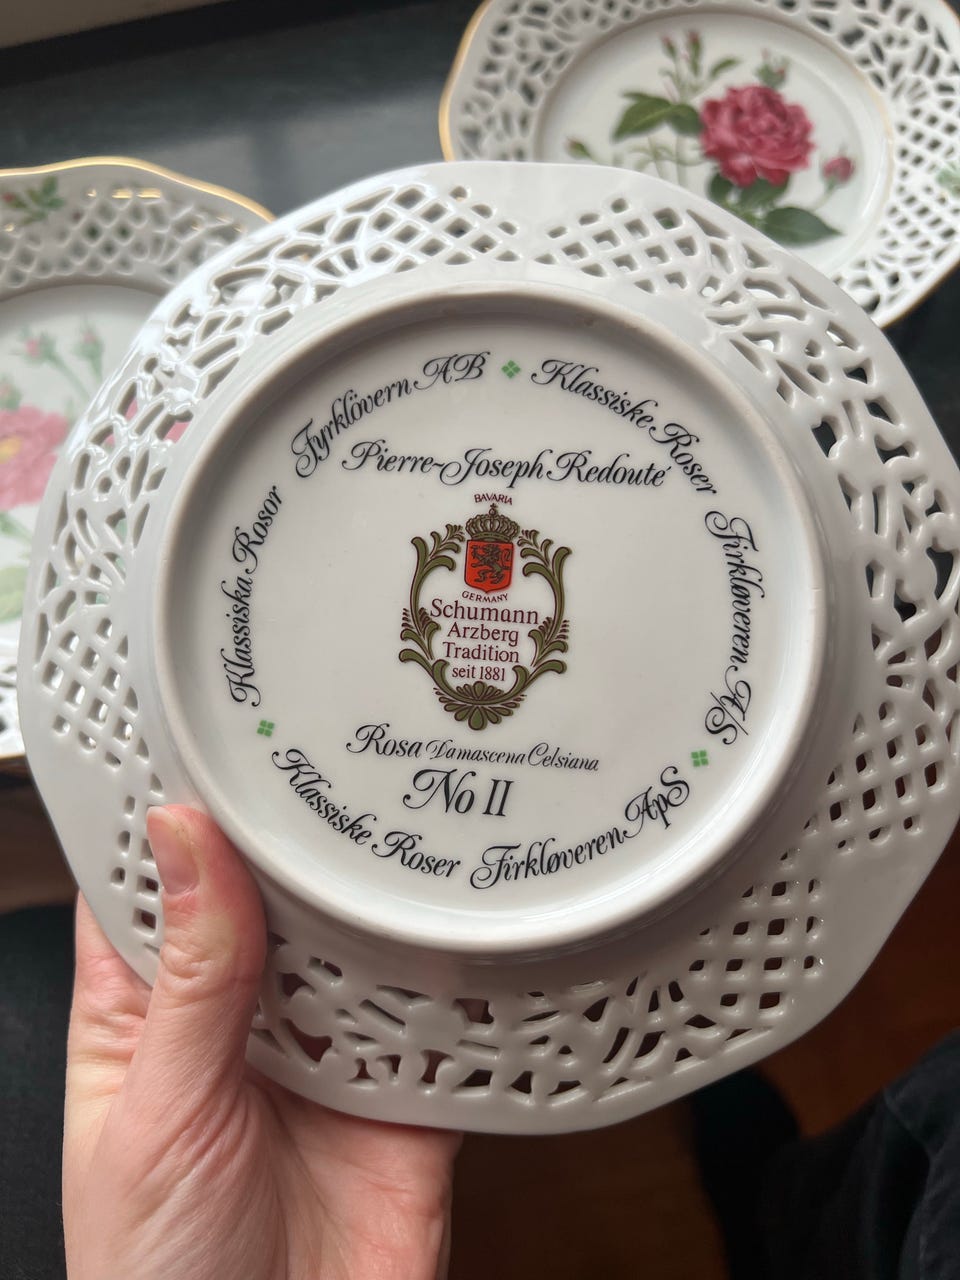 Klassiska Rosor Fyrklövern AB
Klassiske Roser Firkløveren A/S
Klassiske Roser Firkløveren ApS
Pierre-Joseph Redouté
BAVARIA
GERMANY
Schumann
Arzberg
Tradition
seit 1881
Rosa Damascena Celsiana
No II